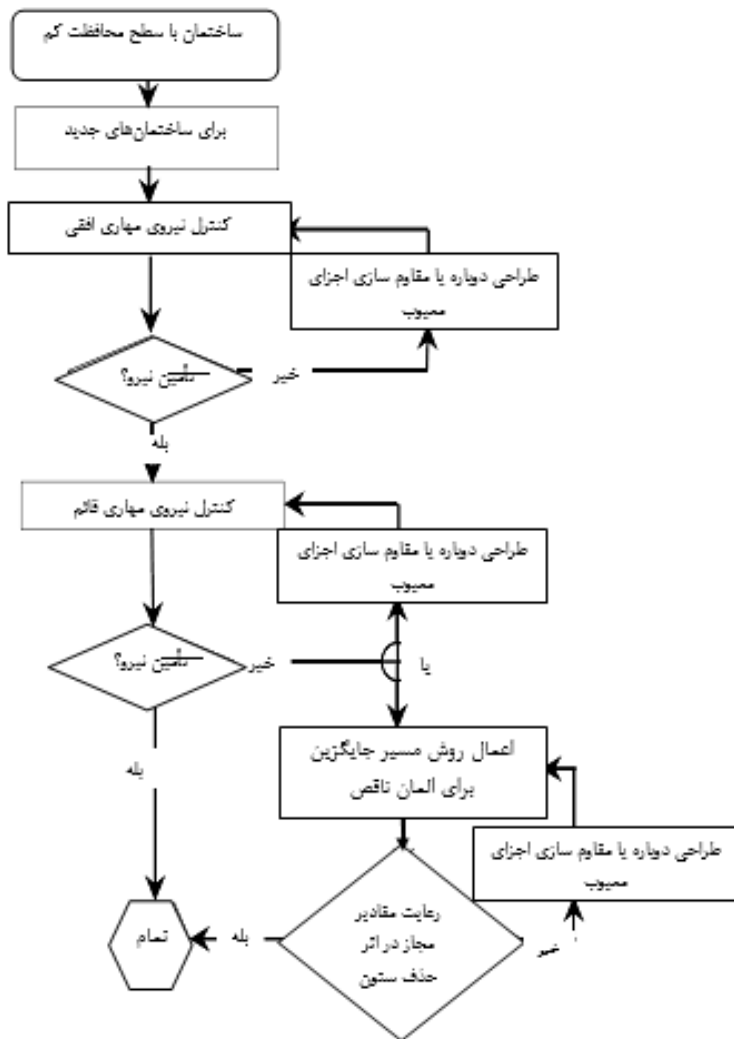 ساختمان با سطح محافظت کم
برای ساختمان‌های جدید
کنترل نیروی مهاری افقی
طراحی دوباره یا مقاوم سازی اجزای
معیوب
تأمین نیرو؟
خیر
بله
کنترل نیروی مهاری قائم
طراحی دوباره یا مقاوم سازی اجزای
معیوب
تأمین نیرو؟
خیر
یا
بله
اعمال روش مسیر جایگزین
برای المان ناقص
طراحی دوباره یا مقاوم سازی اجزای
معیوب
رعایت مقادیر
مجاز در اثر
حذف ستون
خیر
بله
تمام